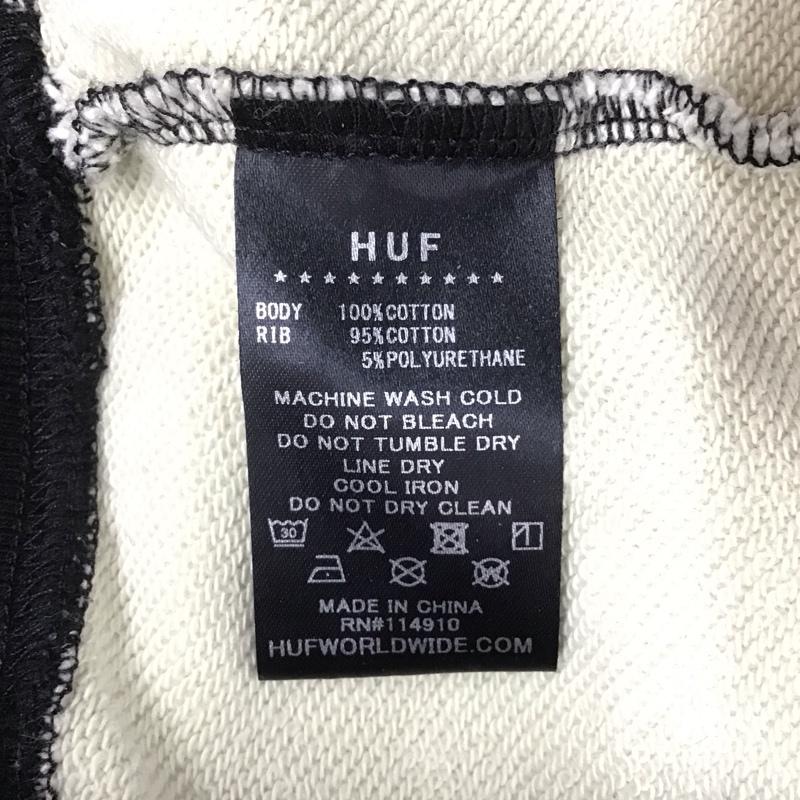 HUF
BODY 100%COTTON
RIB 95%COTTON
5%POLYURETHANE
MACHINE WASH COLD
DO NOT BLEACH
DO NOT TUMBLE DRY
LINE DRY
COOL IRON
DO NOT DRY CLEAN
30 W
MADE IN CHINA
RN#114910
HUFWORLDWIDE.COM